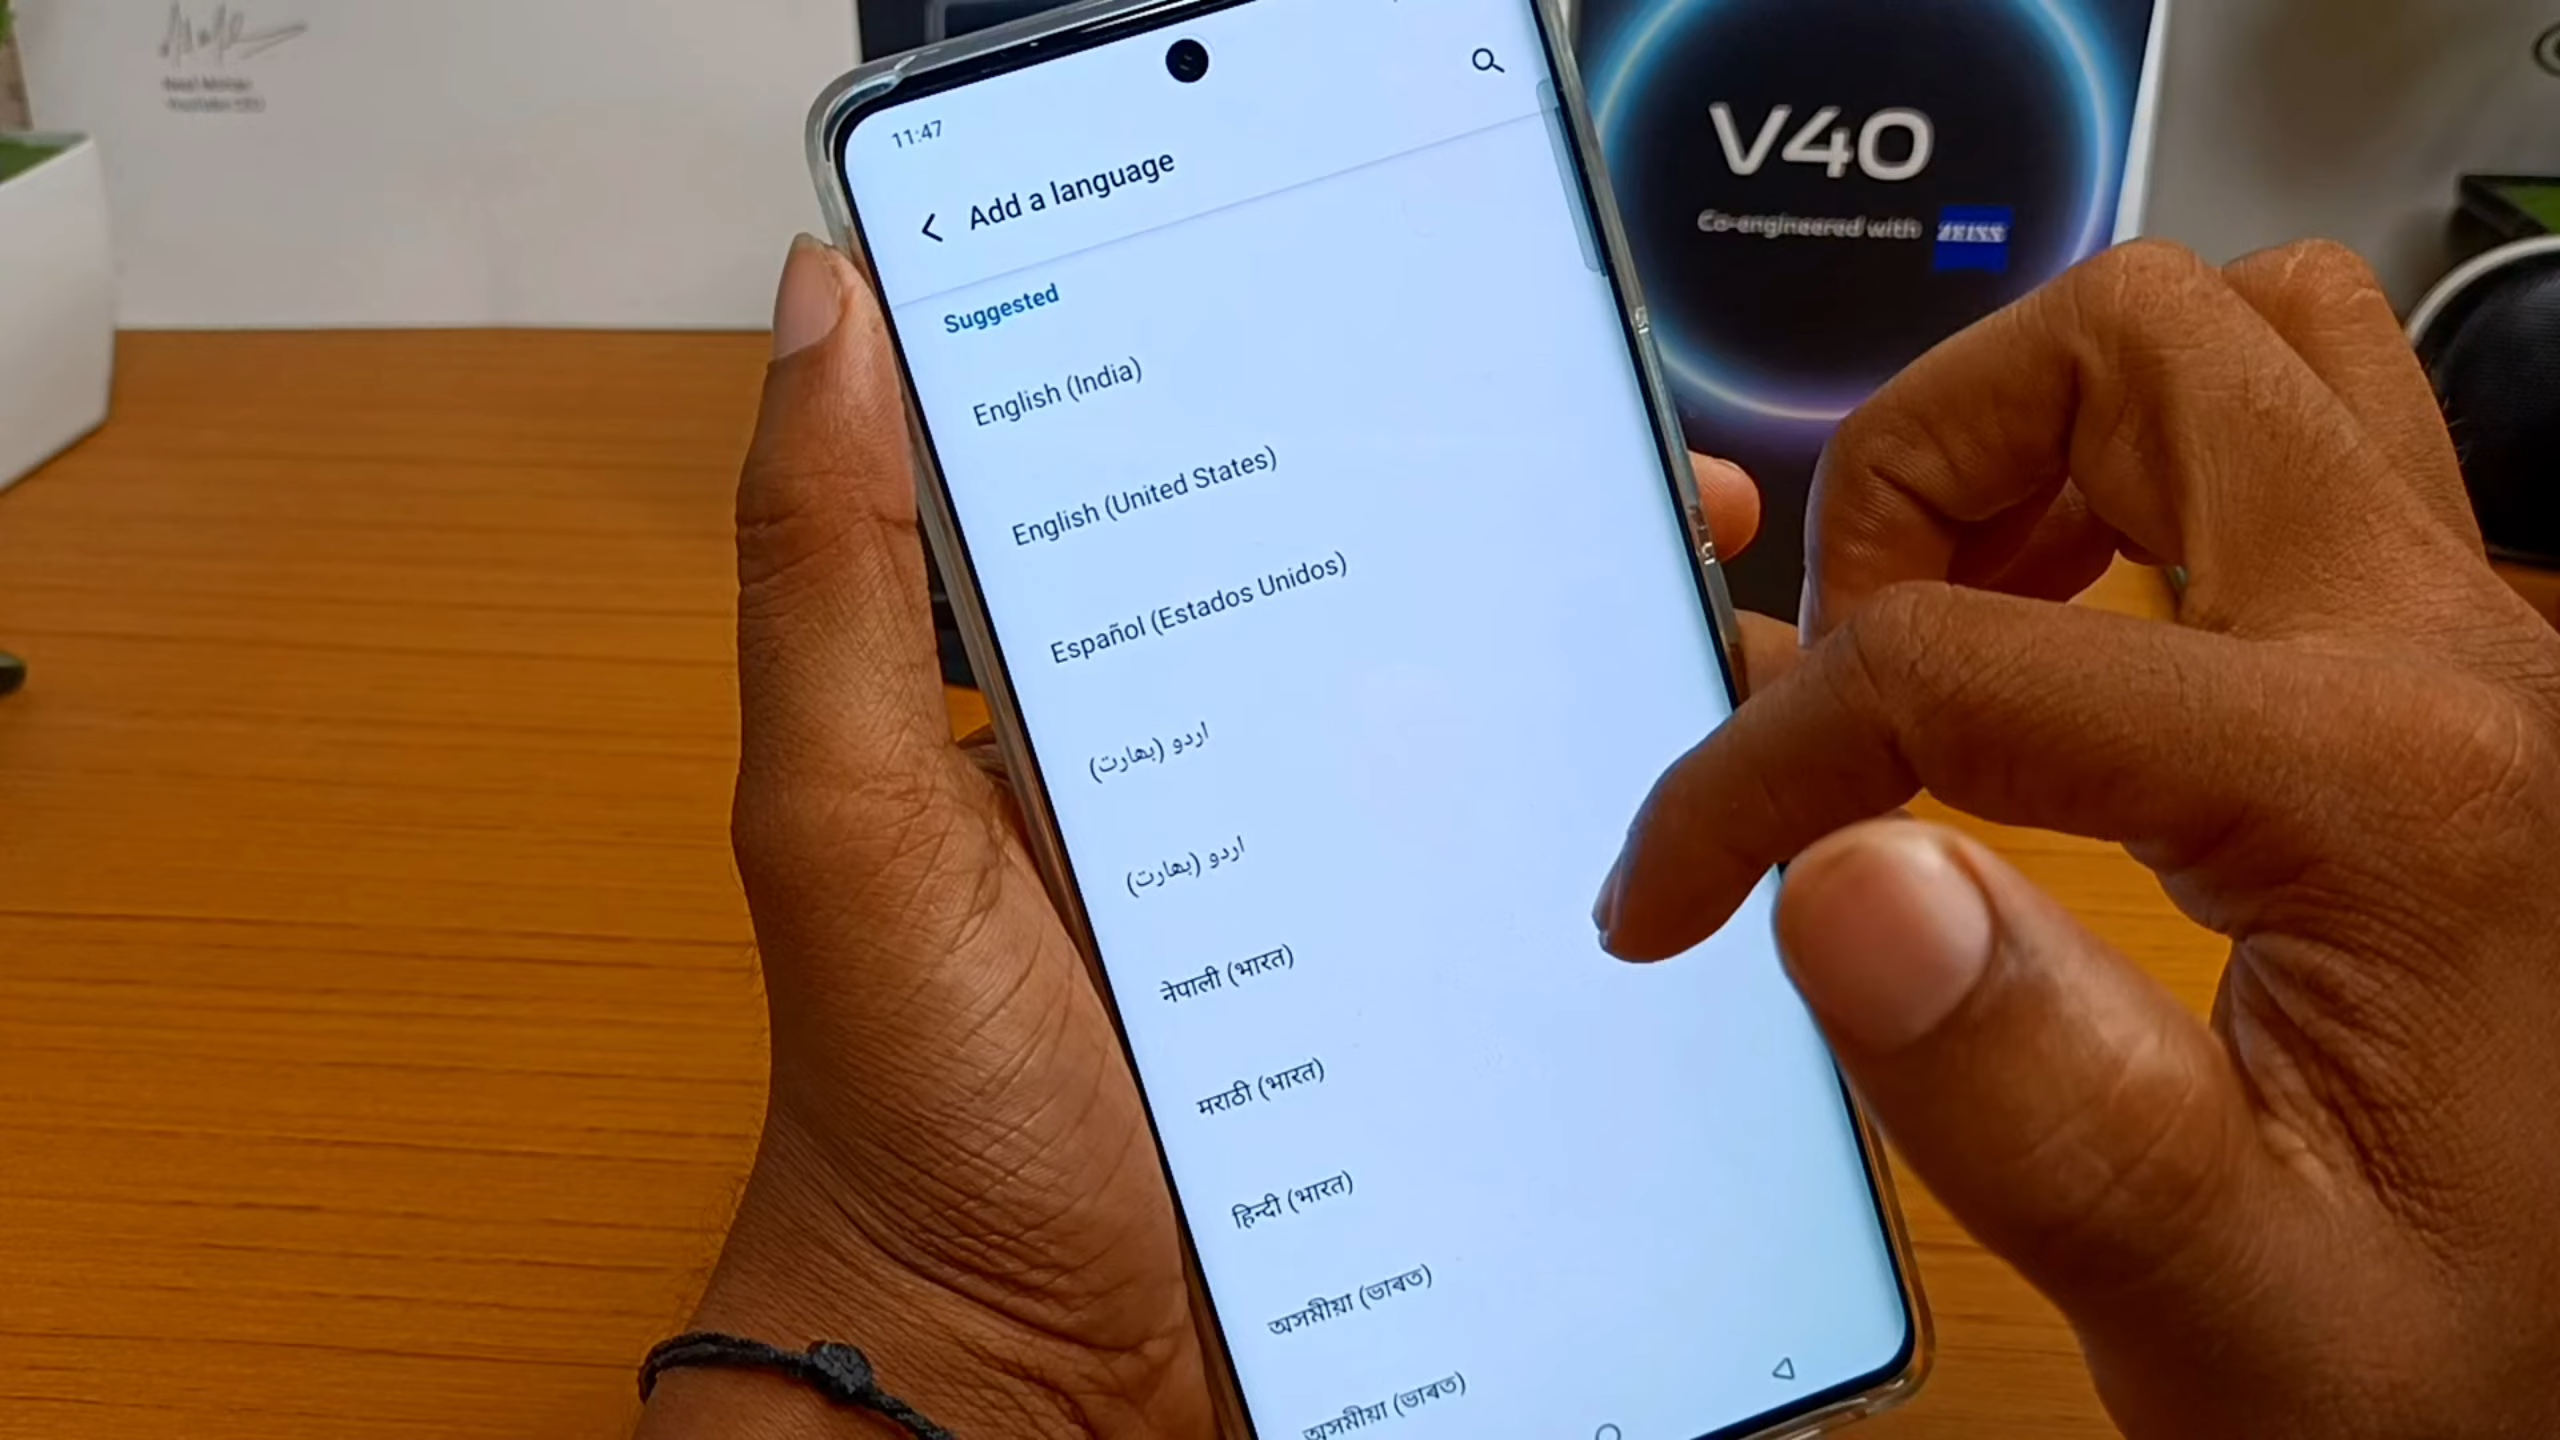 11:47
Add a language
Suggested
English (India)
English (United States)
Español (Estados Unidos)
اردو (بھارت)
اردو (بھارت)
नेपाली (भारत)
मराठी (भारत)
हिन्दी (भारत)
অসমীয়া (ভাৰত)
অসমীয়া (ভাৰত)
V40
Co-engineered with ZEISS